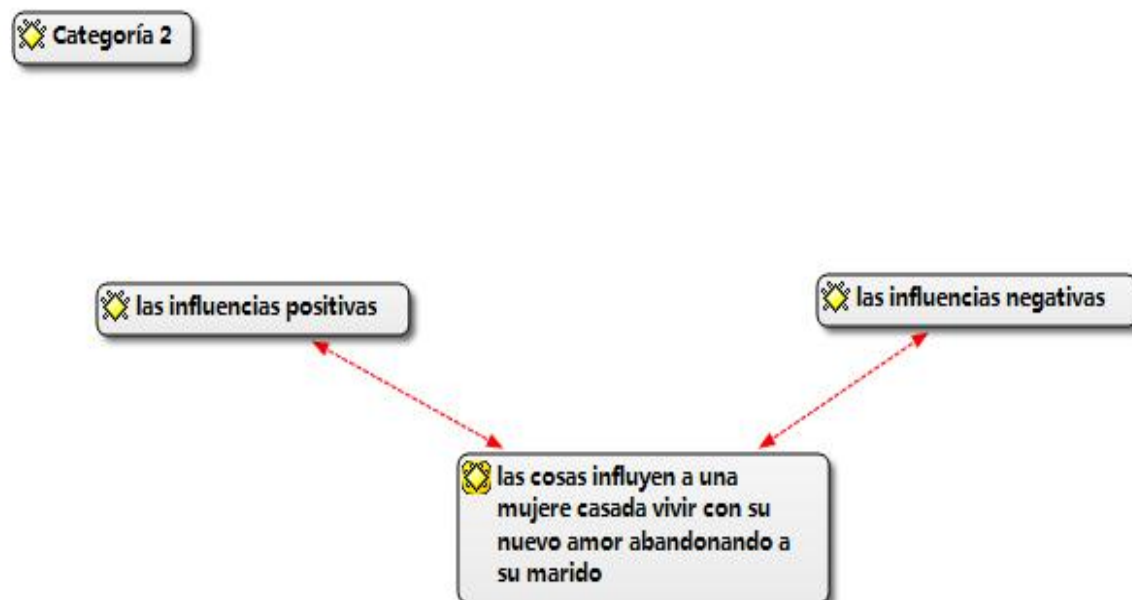 Categoría 2
las influencias positivas
las influencias negativas
las cosas influyen a una
mujere casada vivir con su
nuevo amor abandonando a
su marido